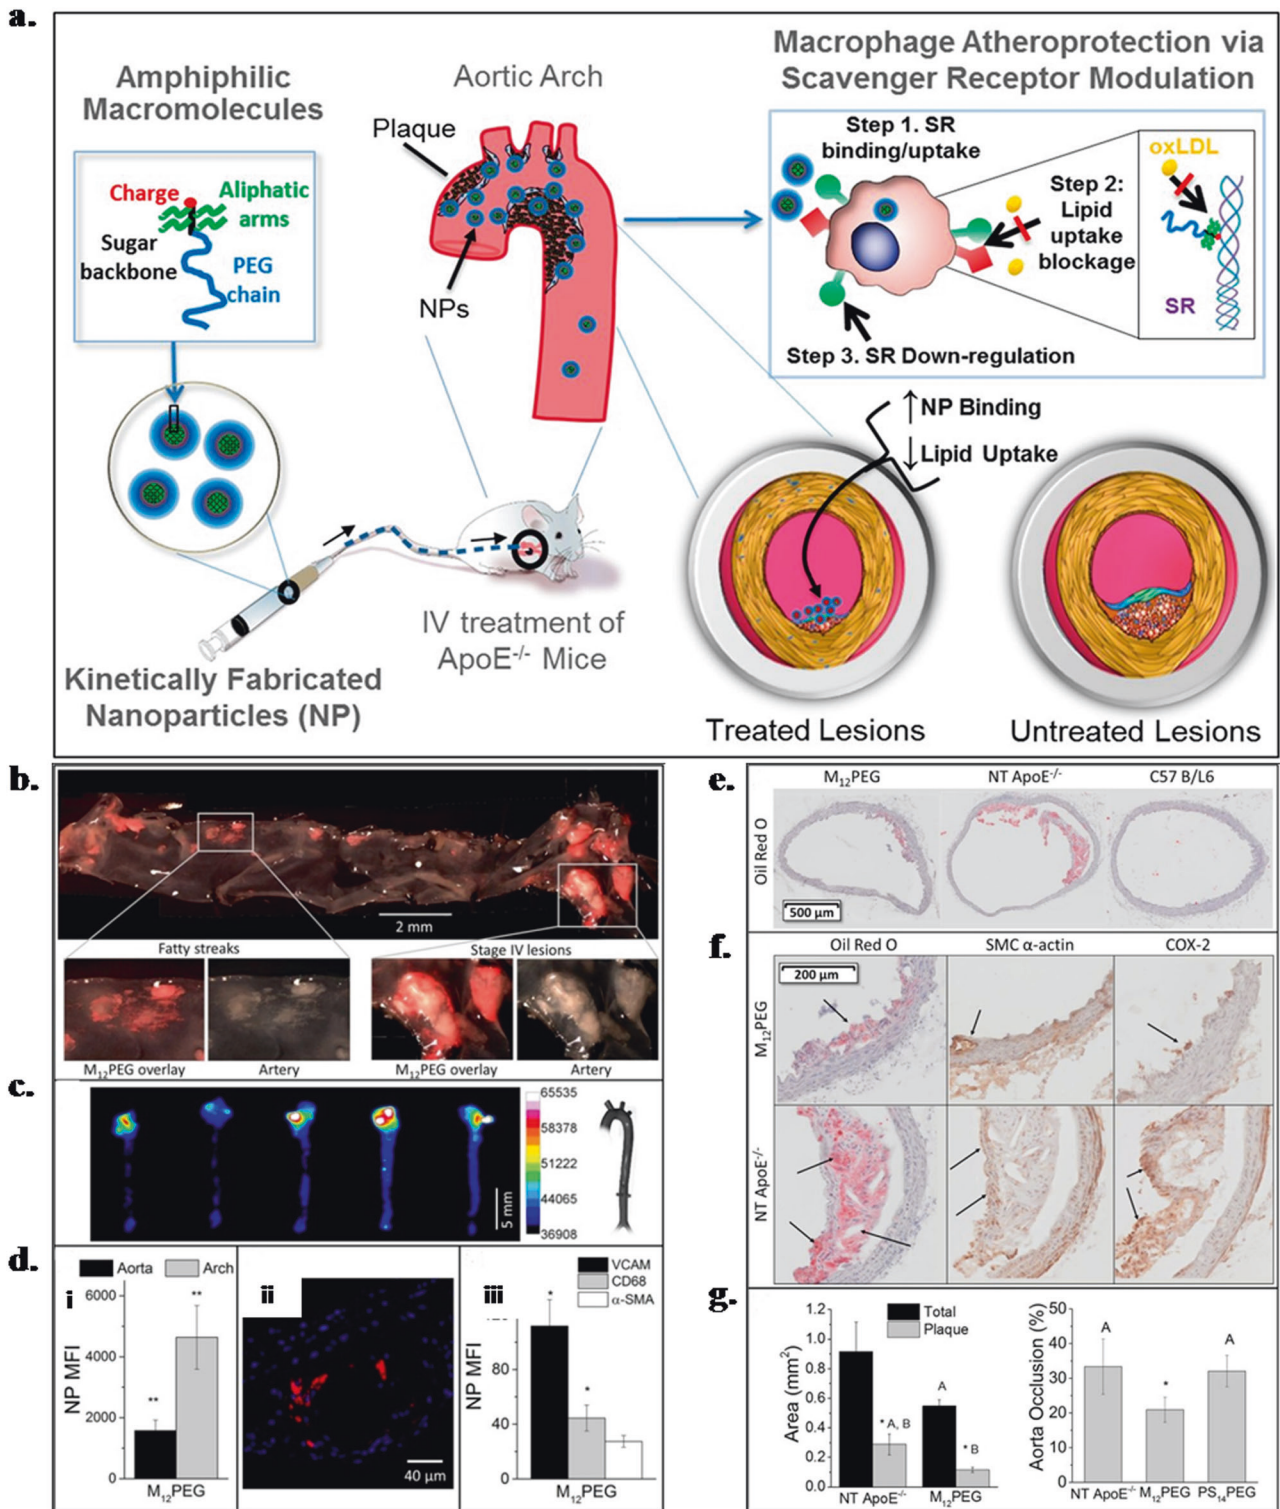 a.
Amphiphilic
Macromolecules
Charge
Aliphatic
arms
Sugar
backbone
PEG
chain
Aortic Arch
Plaque
NPs
Macrophage Atheroprotection via
Scavenger Receptor Modulation
Step 1. SR
binding/uptake
Step 2:
Lipid
uptake
blockage
oxLDL
SR
Step 3. SR Down-regulation
↑ NP Binding
↓ Lipid Uptake
IV treatment of
ApoE-/- Mice
Kinetically Fabricated
Nanoparticles (NP)
Treated Lesions
Untreated Lesions
b.
2 mm
Fatty streaks
Stage IV lesions
M12PEG overlay
Artery
M12PEG overlay
Artery
c.
65535
58378
51222
44065
36908
5 mm
d.
i
Aorta
Arch
NP MFI
6000
4000
2000
0
**
**
M12PEG
ii
40 µm
iii
VCAM
CD68
α-SMA
NP MFI
80
40
0
*
*
M12PEG
e.
M12PEG
NT ApoE-/-
C57 B/L6
Oil Red O
500 µm
f.
Oil Red O
SMC α-actin
COX-2
200 µm
M12PEG
NT ApoE-/-
g.
Total
Plaque
Area (mm2)
1.2
1.0
0.8
0.6
0.4
0.2
0.0
* A, B
A
* B
NT ApoE-/-
M12PEG
Aorta Occlusion (%)
50
40
30
20
10
0
A
*
A
NT ApoE-/-
M12PEG
PS14PEG